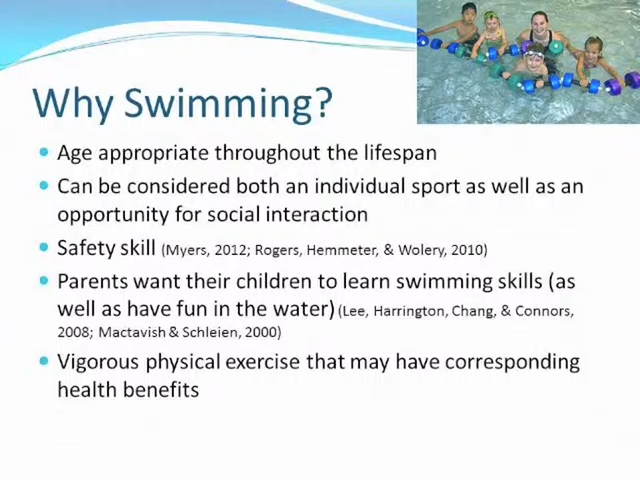 Why Swimming?
Age appropriate throughout the lifespan
Can be considered both an individual sport as well as an
opportunity for social interaction
Safety skill (Myers, 2012; Rogers, Hemmeter, & Wolery, 2010)
Parents want their children to learn swimming skills (as
well as have fun in the water) (Lee, Harrington, Chang, & Connors,
2008; Mactavish & Schleien, 2000)
Vigorous physical exercise that may have corresponding
health benefits